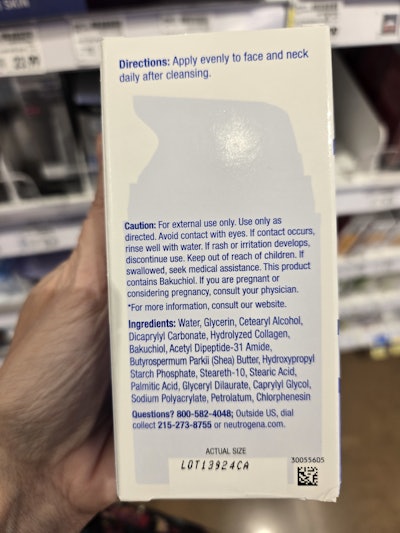 Directions: Apply evenly to face and neck
daily after cleansing.
Caution: For external use only. Use only as
directed. Avoid contact with eyes. If contact occurs,
rinse well with water. If rash or irritation develops,
discontinue use. Keep out of reach of children. If
swallowed, seek medical assistance. This product
contains Bakuchiol. If you are pregnant or
considering pregnancy, consult your physician.
*For more information, consult our website.
Ingredients: Water, Glycerin, Cetearyl Alcohol,
Dicaprylyl Carbonate, Hydrolyzed Collagen,
Bakuchiol, Acetyl Dipeptide-31 Amide,
Butyrospermum Parkii (Shea) Butter, Hydroxypropyl
Starch Phosphate, Steareth-10, Stearic Acid,
Palmitic Acid, Glyceryl Dilaurate, Caprylyl Glycol,
Sodium Polyacrylate, Petrolatum, Chlorphenesin
Questions? 800-582-4048; Outside US, dial
collect 215-273-8755 or neutrogena.com.
ACTUAL SIZE
LOT13924CA
30055605